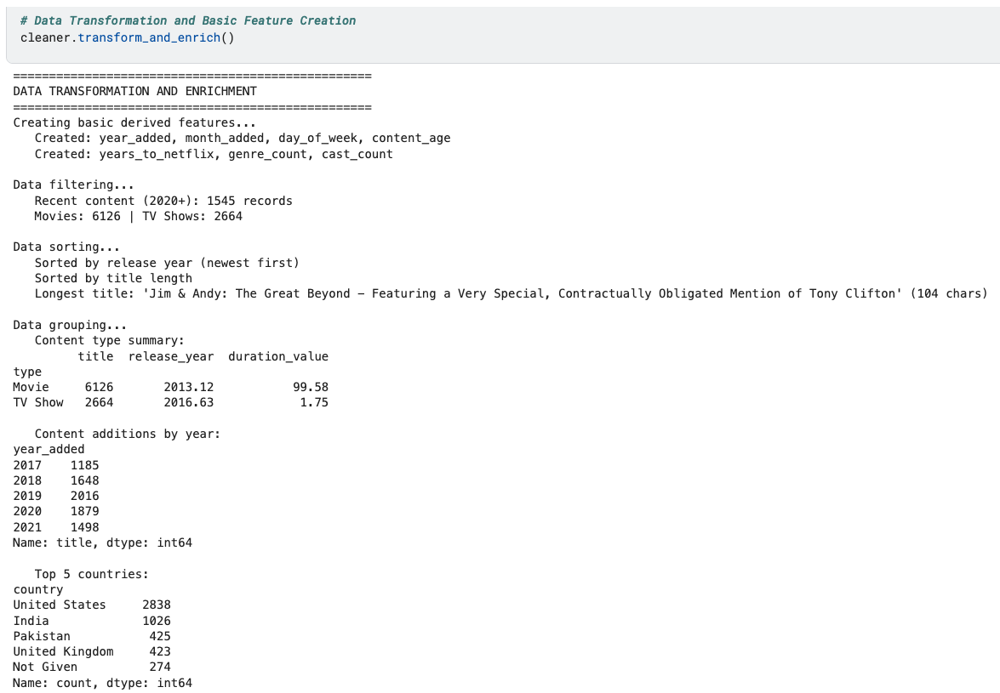 # Data Transformation and Basic Feature Creation
cleaner.transform_and_enrich()
==================================================
DATA TRANSFORMATION AND ENRICHMENT
==================================================
Creating basic derived features...
   Created: year_added, month_added, day_of_week, content_age
   Created: years_to_netflix, genre_count, cast_count

Data filtering...
   Recent content (2020+): 1545 records
   Movies: 6126 | TV Shows: 2664

Data sorting...
   Sorted by release year (newest first)
   Sorted by title length
   Longest title: 'Jim & Andy: The Great Beyond – Featuring a Very Special, Contractually Obligated Mention of Tony Clifton' (104 chars)

Data grouping...
   Content type summary:
         title  release_year  duration_value
type
Movie     6126       2013.12           99.58
TV Show   2664       2016.63            1.75

   Content additions by year:
year_added
2017    1185
2018    1648
2019    2016
2020    1879
2021    1498
Name: title, dtype: int64

   Top 5 countries:
country
United States     2838
India             1026
Pakistan           425
United Kingdom     423
Not Given          274
Name: count, dtype: int64